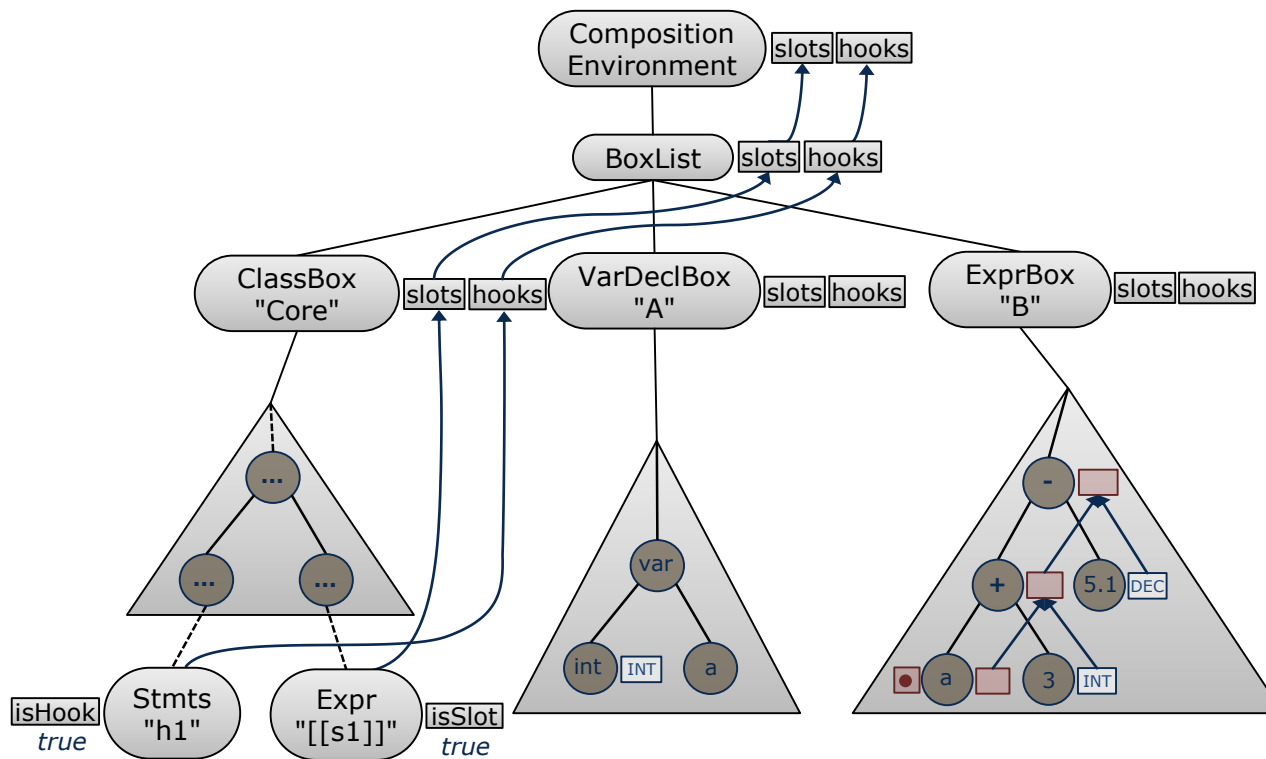 Composition
Environment
slots hooks
BoxList
slots hooks
ClassBox
"Core"
slots hooks
VarDeclBox
"A"
slots hooks
ExprBox
"B"
slots hooks
...
...
...
var
int
INT
a
-
+
5.1
DEC
a
3
INT
isHook
true
Stmts
"h1"
Expr
"[[s1]]"
isSlot
true